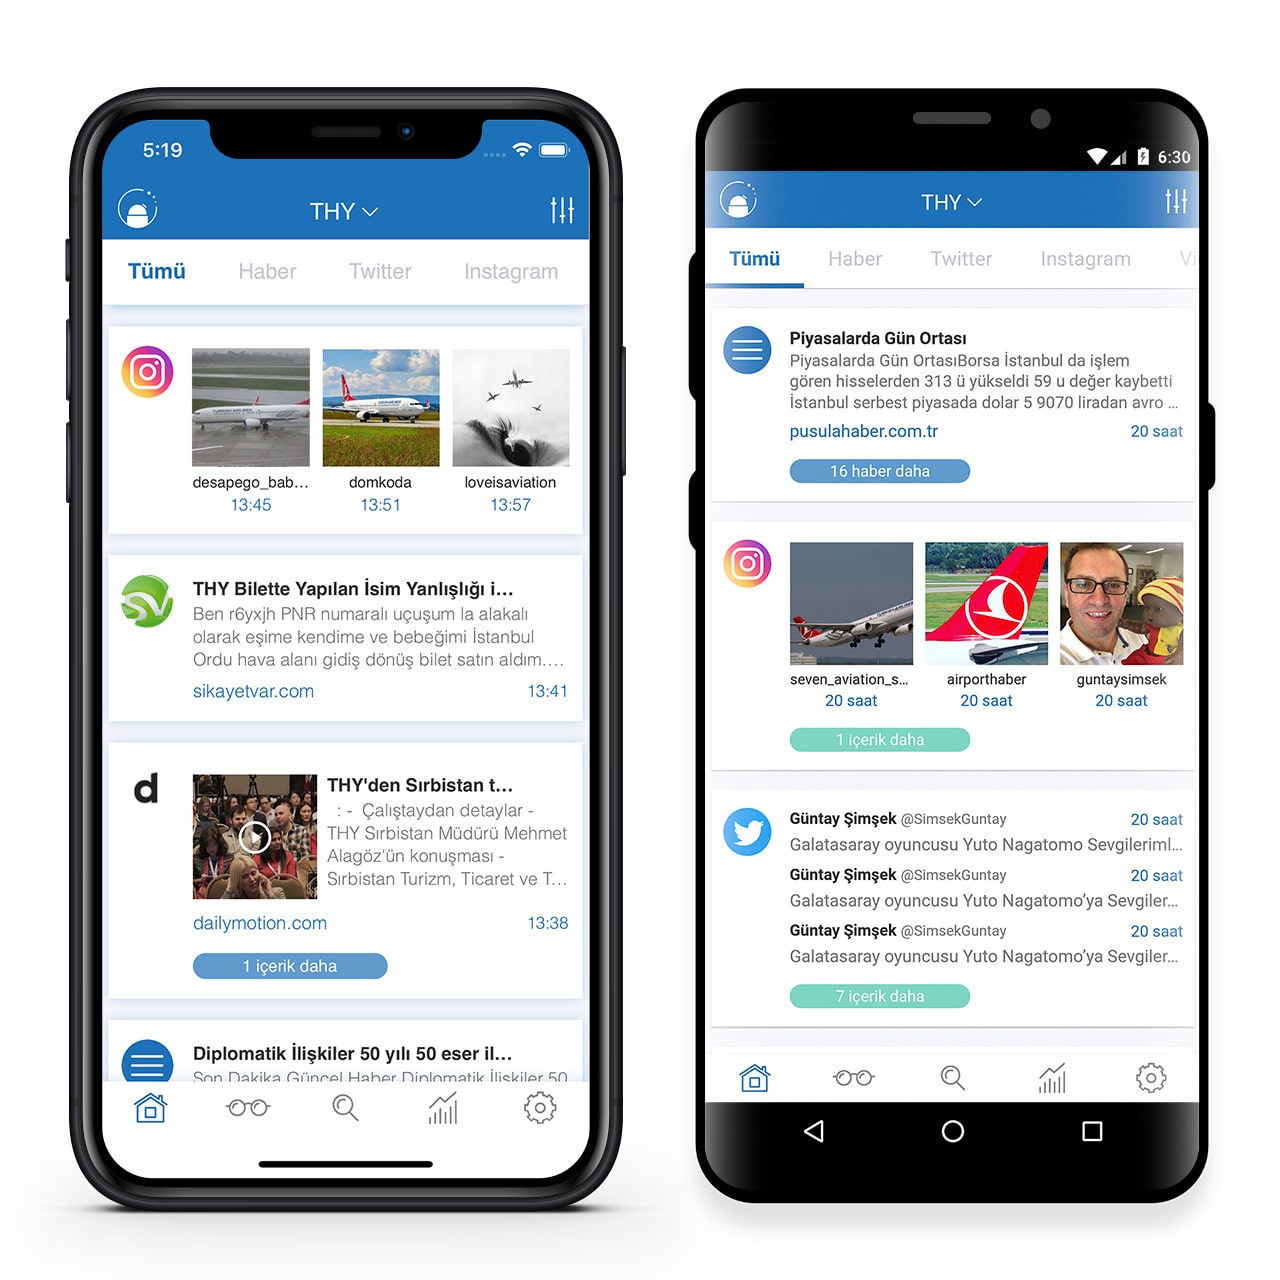 5:19
THY
Tümü Haber Twitter Instagram
desapego_bab... domkoda loveisaviation
13:45 13:51 13:57
THY Bilette Yapılan İsim Yanlışlığı i...
Ben r6yxjh PNR numaralı uçuşum la alakalı
olarak eşime kendime ve bebeğimi İstanbul
Ordu hava alanı gidiş dönüş bilet satın aldım....
sikayetvar.com 13:41
d
THY'den Sırbistan t...
: - Çalıştaydan detaylar -
THY Sırbistan Müdürü Mehmet
Alagöz'ün konuşması -
Sırbistan Turizm, Ticaret ve T...
dailymotion.com 13:38
1 içerik daha
Diplomatik İlişkiler 50 yılı 50 eser il...
Son Dakika Güncel Haber Diplomatik İlişkiler 50
6:30
THY
Tümü Haber Twitter Instagram Vi
Piyasalarda Gün Ortası
Piyasalarda Gün OrtasıBorsa İstanbul da işlem
gören hisselerden 313 ü yükseldi 59 u değer kaybetti
İstanbul serbest piyasada dolar 5 9070 liradan avro ...
pusulahaber.com.tr 20 saat
16 haber daha
seven_aviation_s... airporthaber guntaysimsek
20 saat 20 saat 20 saat
1 içerik daha
Güntay Şimşek @SimsekGuntay 20 saat
Galatasaray oyuncusu Yuto Nagatomo Sevgileriml...
Güntay Şimşek @SimsekGuntay 20 saat
Galatasaray oyuncusu Yuto Nagatomo'ya Sevgiler...
Güntay Şimşek @SimsekGuntay 20 saat
Galatasaray oyuncusu Yuto Nagatomo'ya Sevgiler...
7 içerik daha